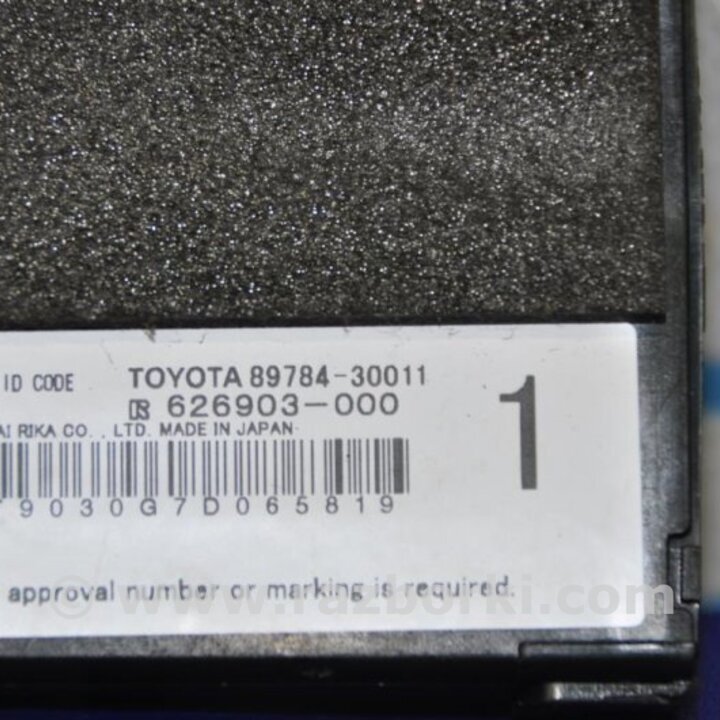 ID CODE TOYOTA 89784-30011
626903-000
AI RIKA CO., LTD. MADE IN JAPAN
1
9030G7D065819
approval number or marking is required.
© www.razborki.com